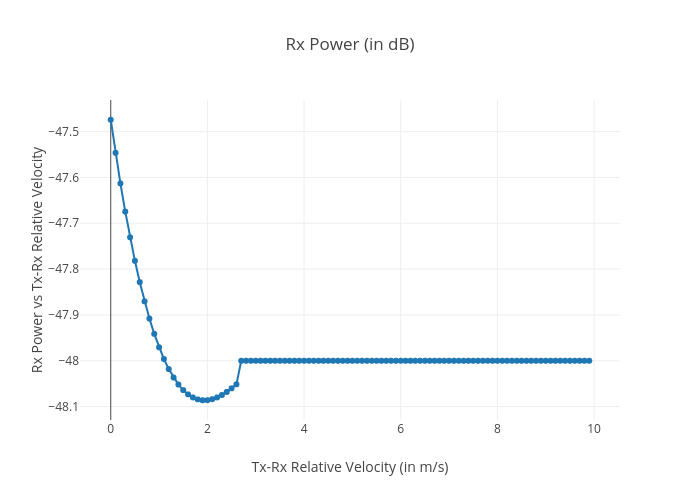 Rx Power (in dB)
Rx Power vs Tx-Rx Relative Velocity
−47.5
−47.6
−47.7
−47.8
−47.9
−48
−48.1
0 2 4 6 8 10
Tx-Rx Relative Velocity (in m/s)